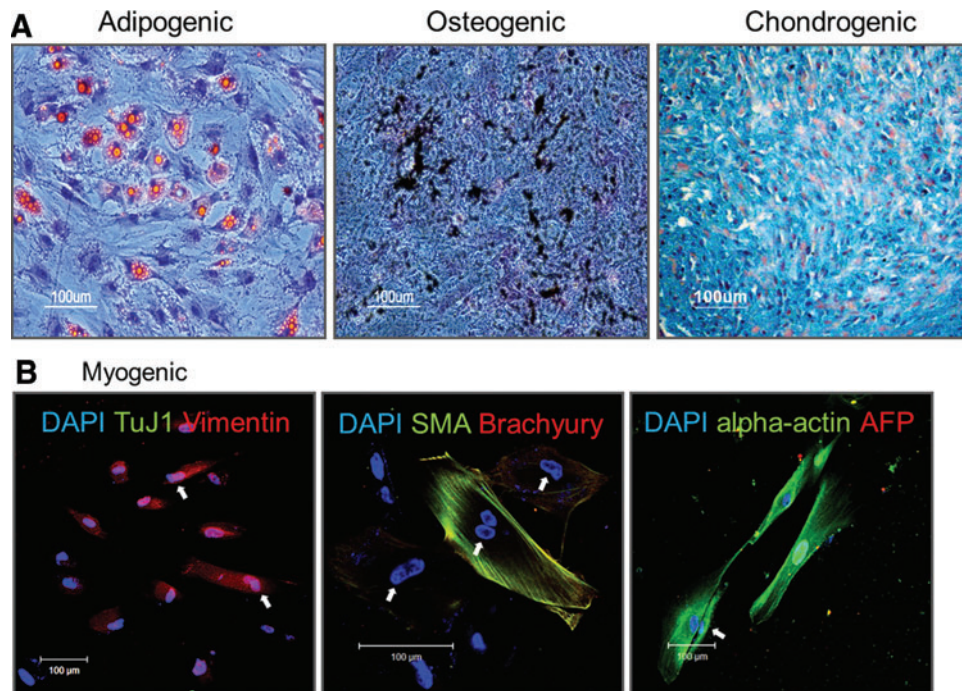 A
Adipogenic Osteogenic Chondrogenic
100um 100um 100um
B Myogenic
DAPI TuJ1 Vimentin DAPI SMA Brachyury DAPI alpha-actin AFP
100 µm 100 µm 100 µm